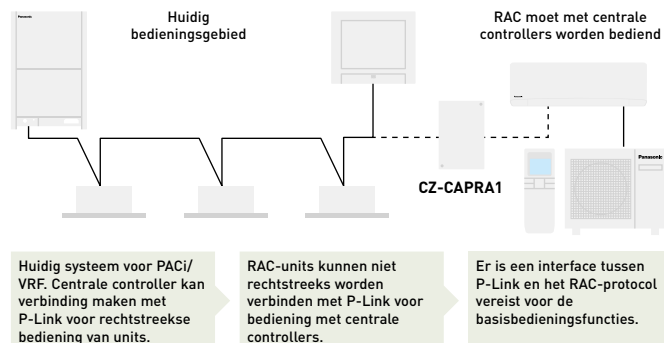 Huidig
bedieningsgebied
RAC moet met centrale
controllers worden bediend
Panasonic
CZ-CAPRA1
Huidig systeem voor PACi/
VRF. Centrale controller kan
verbinding maken met
P-Link voor rechtstreekse
bediening van units.
RAC-units kunnen niet
rechtstreeks worden
verbinden met P-Link voor
bediening met centrale
controllers.
Er is een interface tussen
P-Link en het RAC-protocol
vereist voor de
basisbedieningsfuncties.